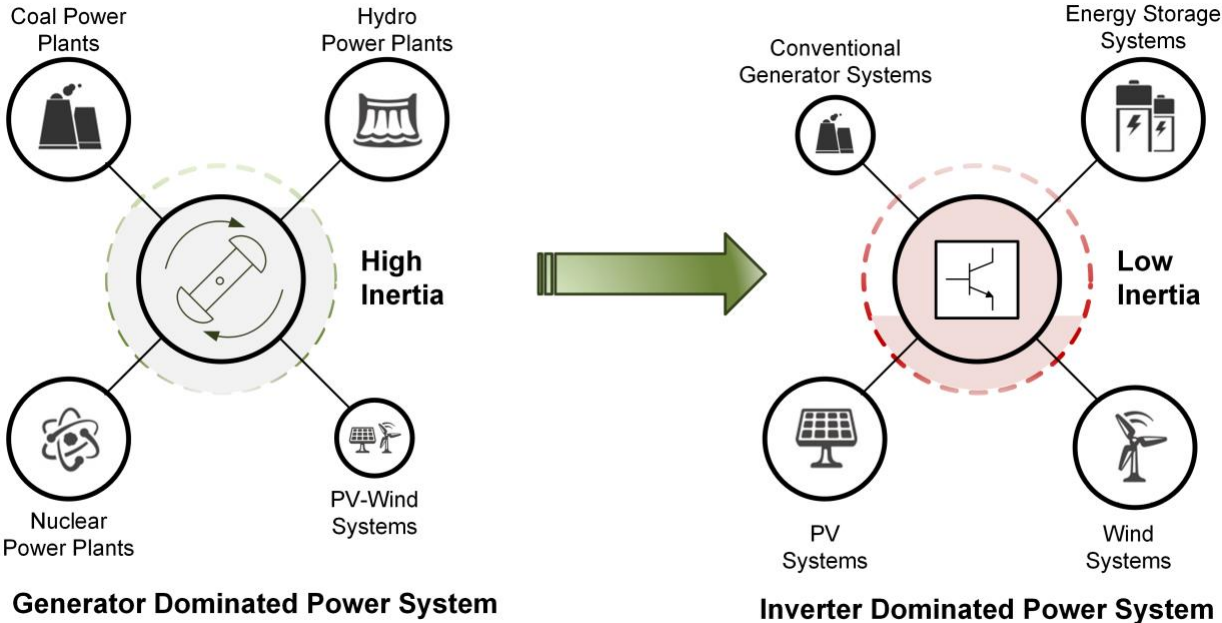 Coal Power
Plants
Hydro
Power Plants
High
Inertia
Nuclear
Power Plants
PV-Wind
Systems
Generator Dominated Power System
Conventional
Generator Systems
Energy Storage
Systems
Low
Inertia
PV
Systems
Wind
Systems
Inverter Dominated Power System